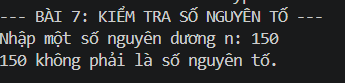 --- BÀI 7: KIỂM TRA SỐ NGUYÊN TỐ ---
Nhập một số nguyên dương n: 150
150 không phải là số nguyên tố.